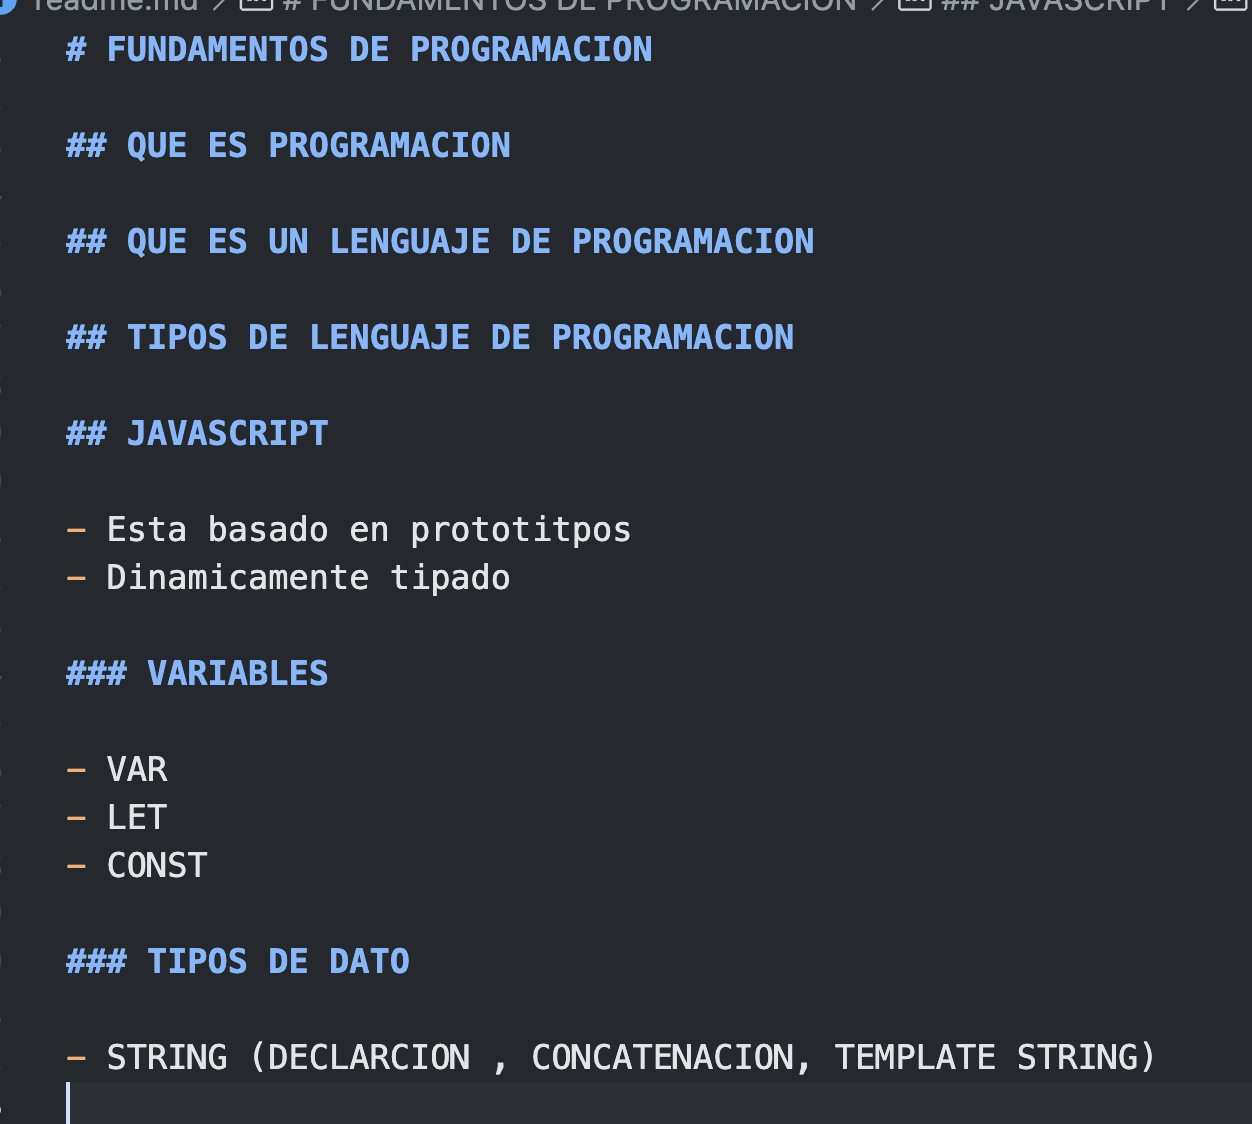 readme.md > # FUNDAMENTOS DE PROGRAMACION > ## JAVASCRIPT >
# FUNDAMENTOS DE PROGRAMACION
## QUE ES PROGRAMACION
## QUE ES UN LENGUAJE DE PROGRAMACION
## TIPOS DE LENGUAJE DE PROGRAMACION
## JAVASCRIPT
- Esta basado en prototitpos
- Dinamicamente tipado
### VARIABLES
- VAR
- LET
- CONST
### TIPOS DE DATO
- STRING (DECLARCION , CONCATENACION, TEMPLATE STRING)